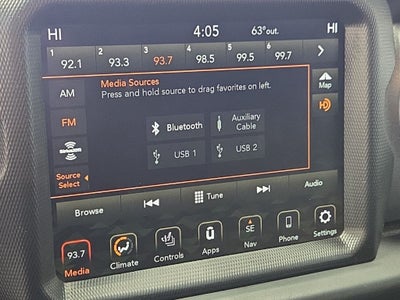 HI 4:05 63°out. HI
1 92.1 2 93.3 3 93.7 4 98.5 5 99.5 6 99.7
Media Sources
Press and hold source to drag favorites on left.
AM
Map
FM
Bluetooth
Auxiliary
Cable
SiriusXM
USB 1 USB 2
Source
Select
Browse Tune Audio
93.7 SE
Media Climate Controls Apps Nav Phone Settings